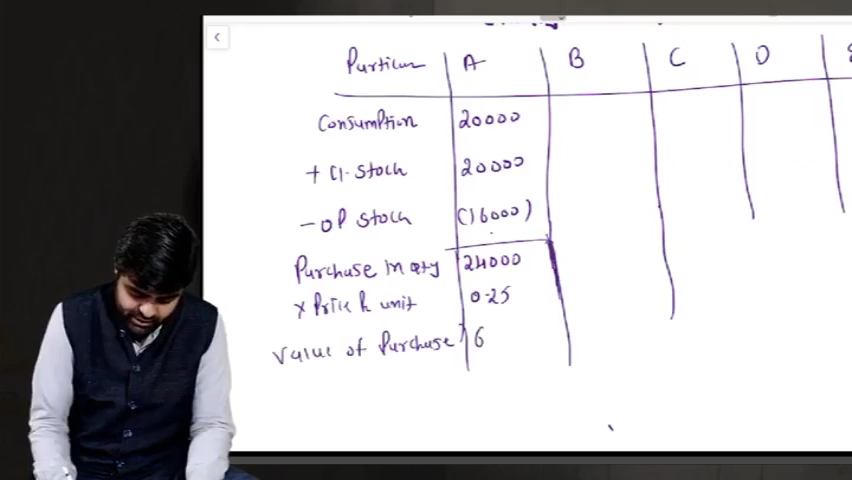 Particular A B C D
Consumption 20000
+ Cl. Stock 20000
- OP Stock (16000)
Purchase in qty 24000
x Price P. unit 0.25
Value of Purchase 6